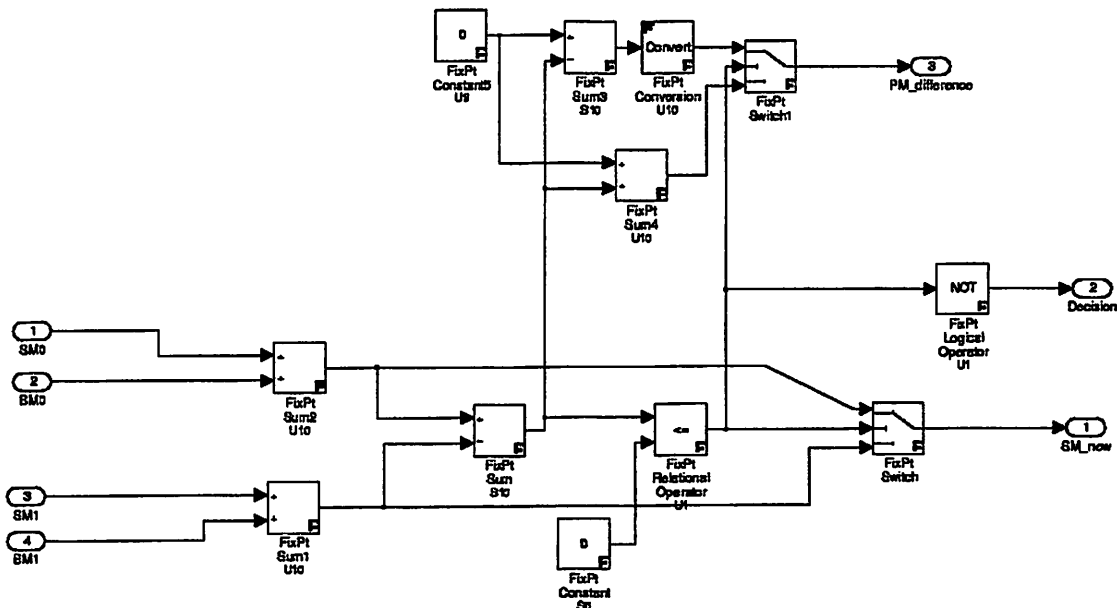 0
FixPt
Constant5
U9
FixPt
Sum3
S10
Convert
FixPt
Conversion
U10
FixPt
Switch1
3
PM_difference
FixPt
Sum4
U10
NOT
FixPt
Logical
Operator
U1
2
Decision
1
SM0
2
BM0
FixPt
Sum2
U10
FixPt
Sum
S10
<=
FixPt
Relational
Operator
U1
FixPt
Switch
1
SM_new
3
SM1
4
BM1
FixPt
Sum1
U10
0
FixPt
Constant